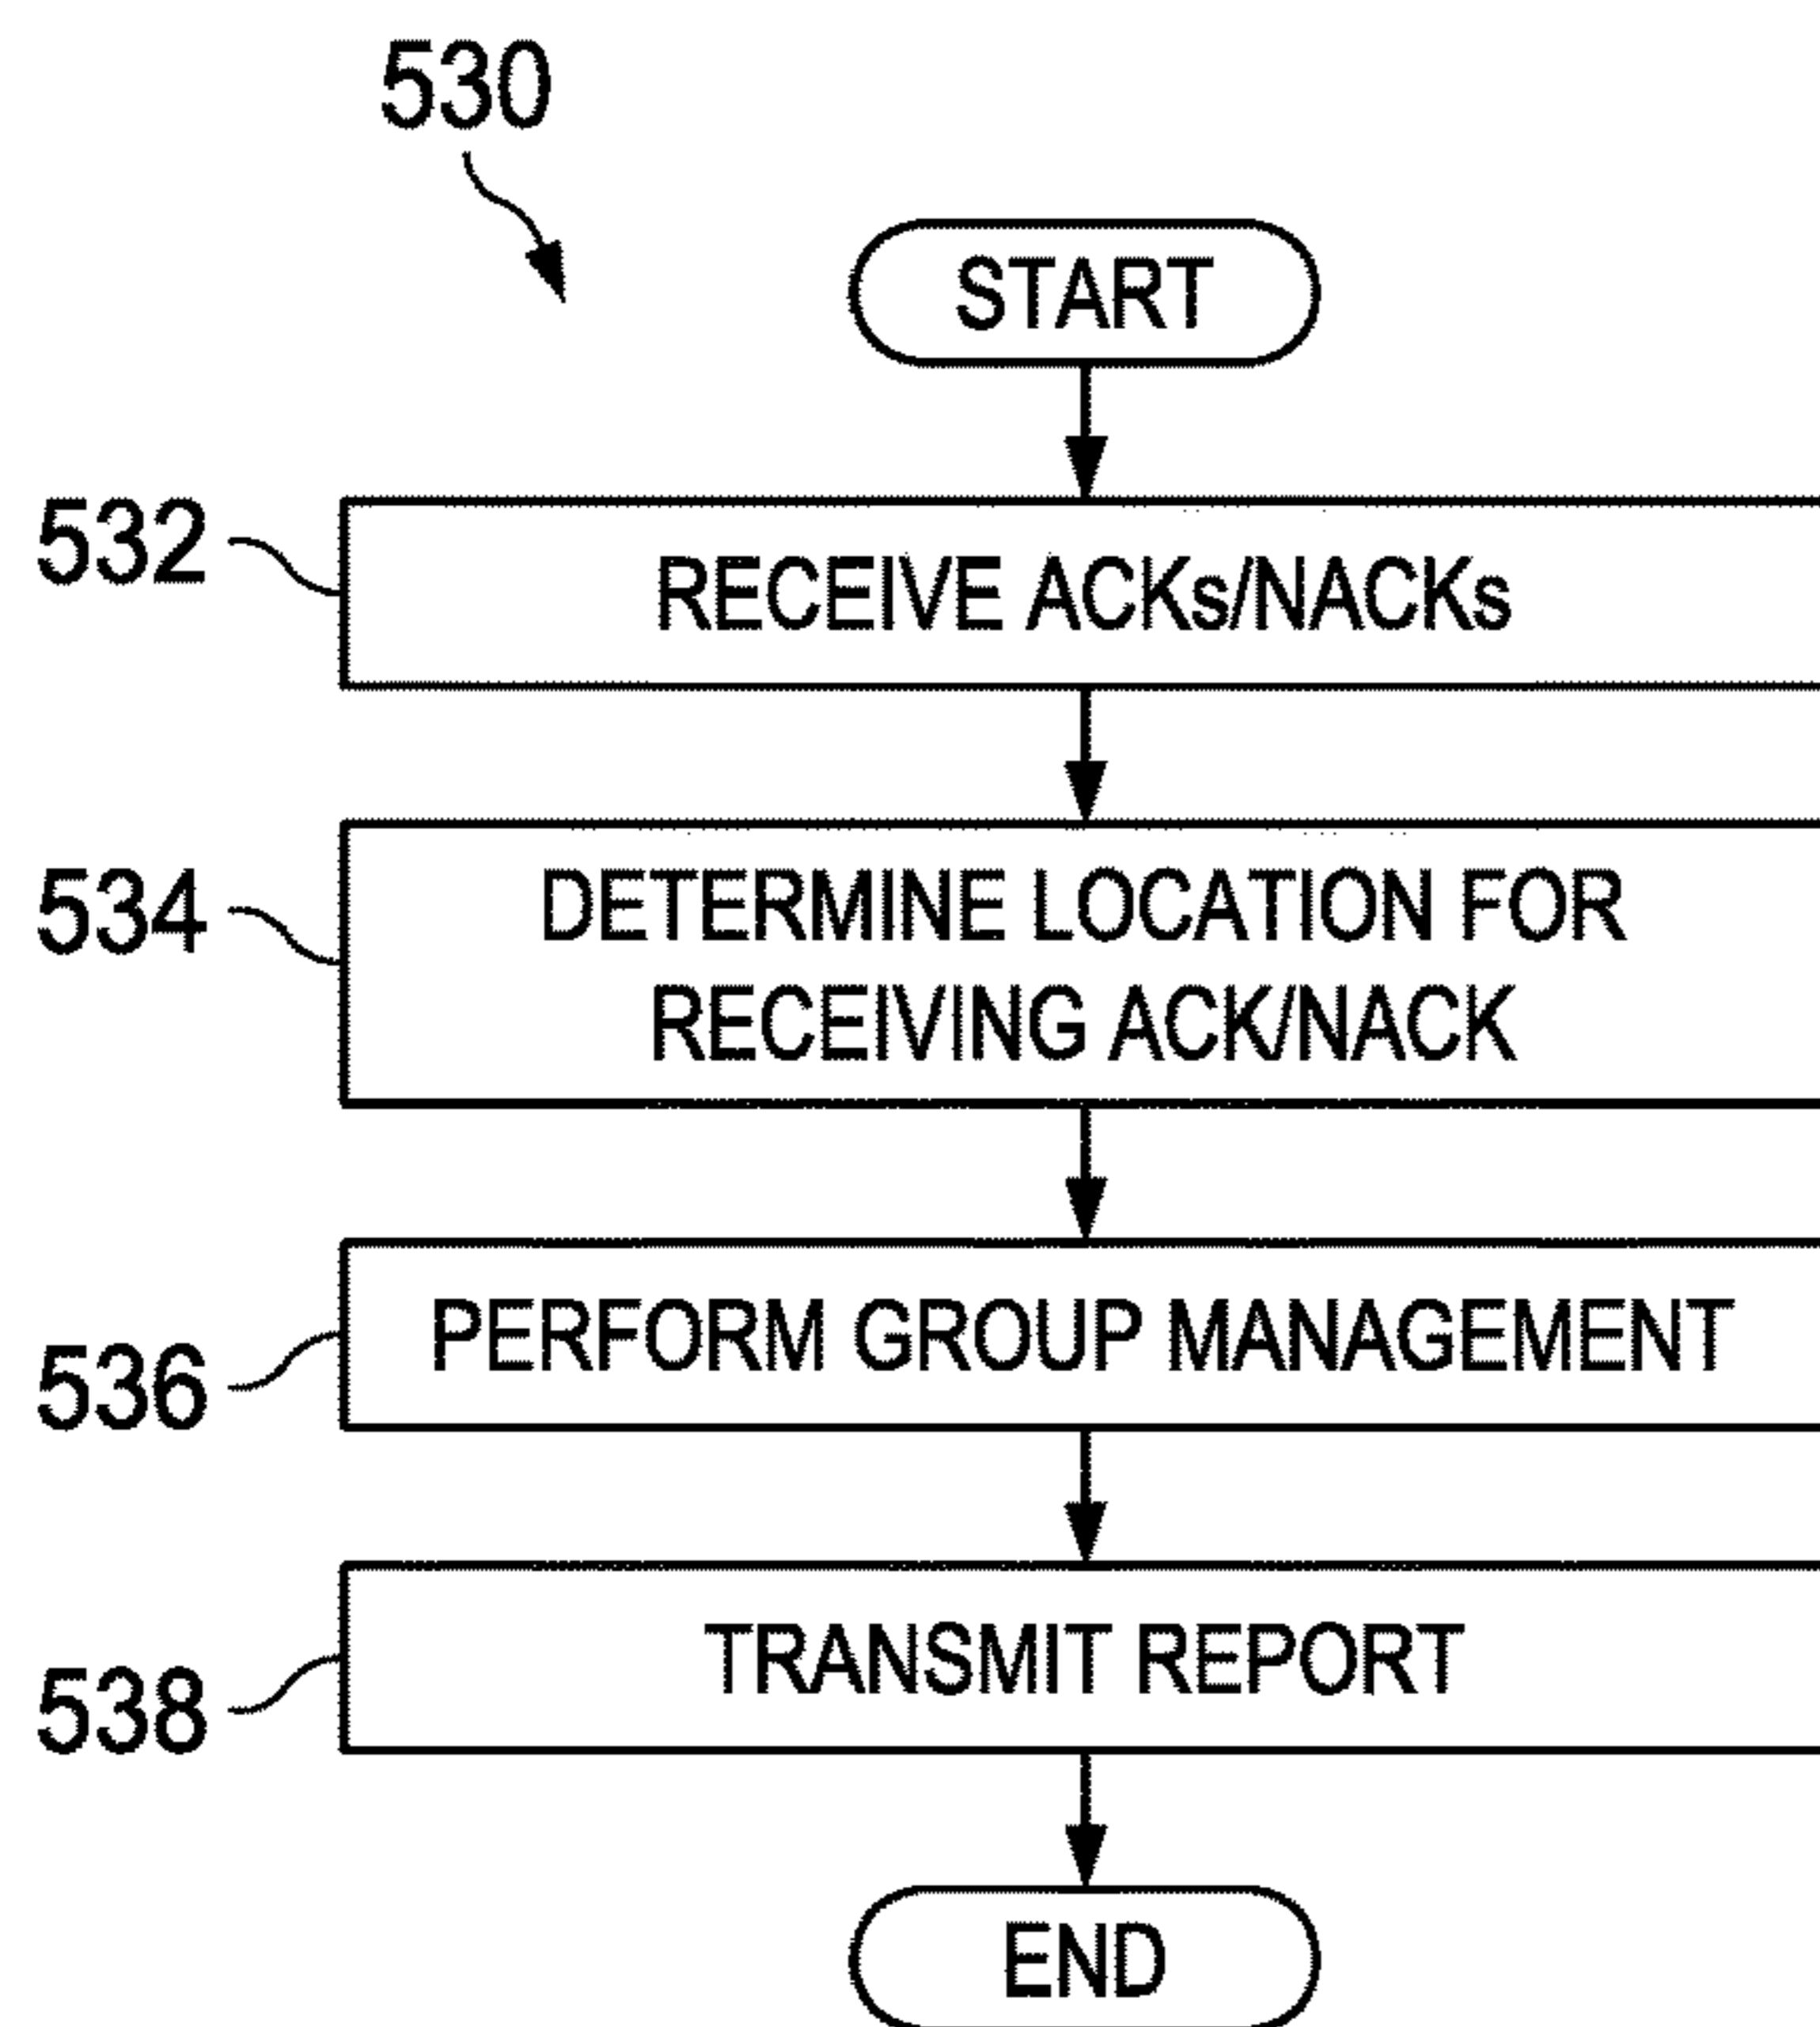 530
START
532
RECEIVE ACKs/NACKs
534
DETERMINE LOCATION FOR
RECEIVING ACK/NACK
536
PERFORM GROUP MANAGEMENT
538
TRANSMIT REPORT
END